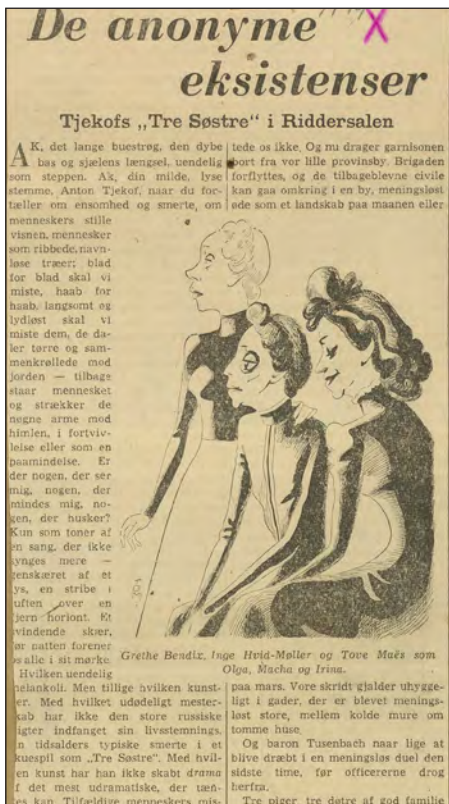 De anonyme
eksistenser
Tjekofs „Tre Søstre“ i Riddersalen
AK, det lange buestrøg, den dybe
bas og sjælens længsel, uendelig
som steppen. Ak, din milde, lyse
stemme, Anton Tjekof, naar du for-
tæller om ensomhed og smerte, om
menneskers stille
visnen, mennesker
som ribbede, navn-
løse træer; blad
for blad skal vi
miste, haab for
haab, langsomt og
lydløst skal vi
miste dem, de da-
ler tørre og sam-
menkrøllede mod
jorden — tilbage
staar mennesket
og strækker de
nøgne arme mod
himlen, i fortviv-
lelse eller som en
paamindelse. Er
der nogen, der ser
mig, nogen, der
mindes mig, no-
gen, der husker?
Kun som toner af
en sang, der ikke
synges mere —
genskæret af et
lys, en stribe i
luften over en
fjern horiont. Et
svindende skær,
før natten forener
os alle i sit mørke.
Hvilken uendelig
melankoli. Men tillige hvilken kunst-
er. Med hvilket udødeligt mester-
skab har ikke den store russiske
digter indfanget sin livsstemnings,
sin tidsalders typiske smerte i et
skuespil som „Tre Søstre“. Med hvil-
en kunst har han ikke skabt drama
af det mest udramatiske, der tæn-
es kan. Tilfældige menneskers mis-
tede os ikke. Og nu drager garnisonen
bort fra vor lille provinsby. Brigaden
forflyttes, og de tilbageblevne civile
kan gaa omkring i en by, meningsløst
øde som et landskab paa maanen eller
Grethe Bendix, Inge Hvid-Møller og Tove Maës som
Olga, Macha og Irina.
paa mars. Vore skridt gjalder uhygge-
ligt i gader, der er blevet menings-
løst store, mellem kolde mure om
tomme huse.
Og baron Tusenbach naar lige at
blive dræbt i en meningsløs duel den
sidste time, før officererne drog
herfra.
Tre piger, tre døtre af god familie